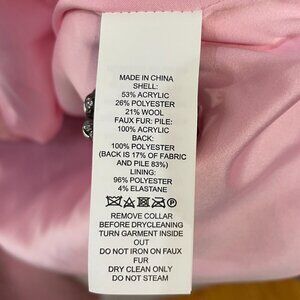 MADE IN CHINA
SHELL:
53% ACRYLIC
26% POLYESTER
21% WOOL
FAUX FUR: PILE:
100% ACRYLIC
BACK:
100% POLYESTER
(BACK IS 17% OF FABRIC
AND PILE 83%)
LINING:
96% POLYESTER
4% ELASTANE
REMOVE COLLAR
BEFORE DRYCLEANING
TURN GARMENT INSIDE
OUT
DO NOT IRON ON FAUX
FUR
DRY CLEAN ONLY
DO NOT STEAM